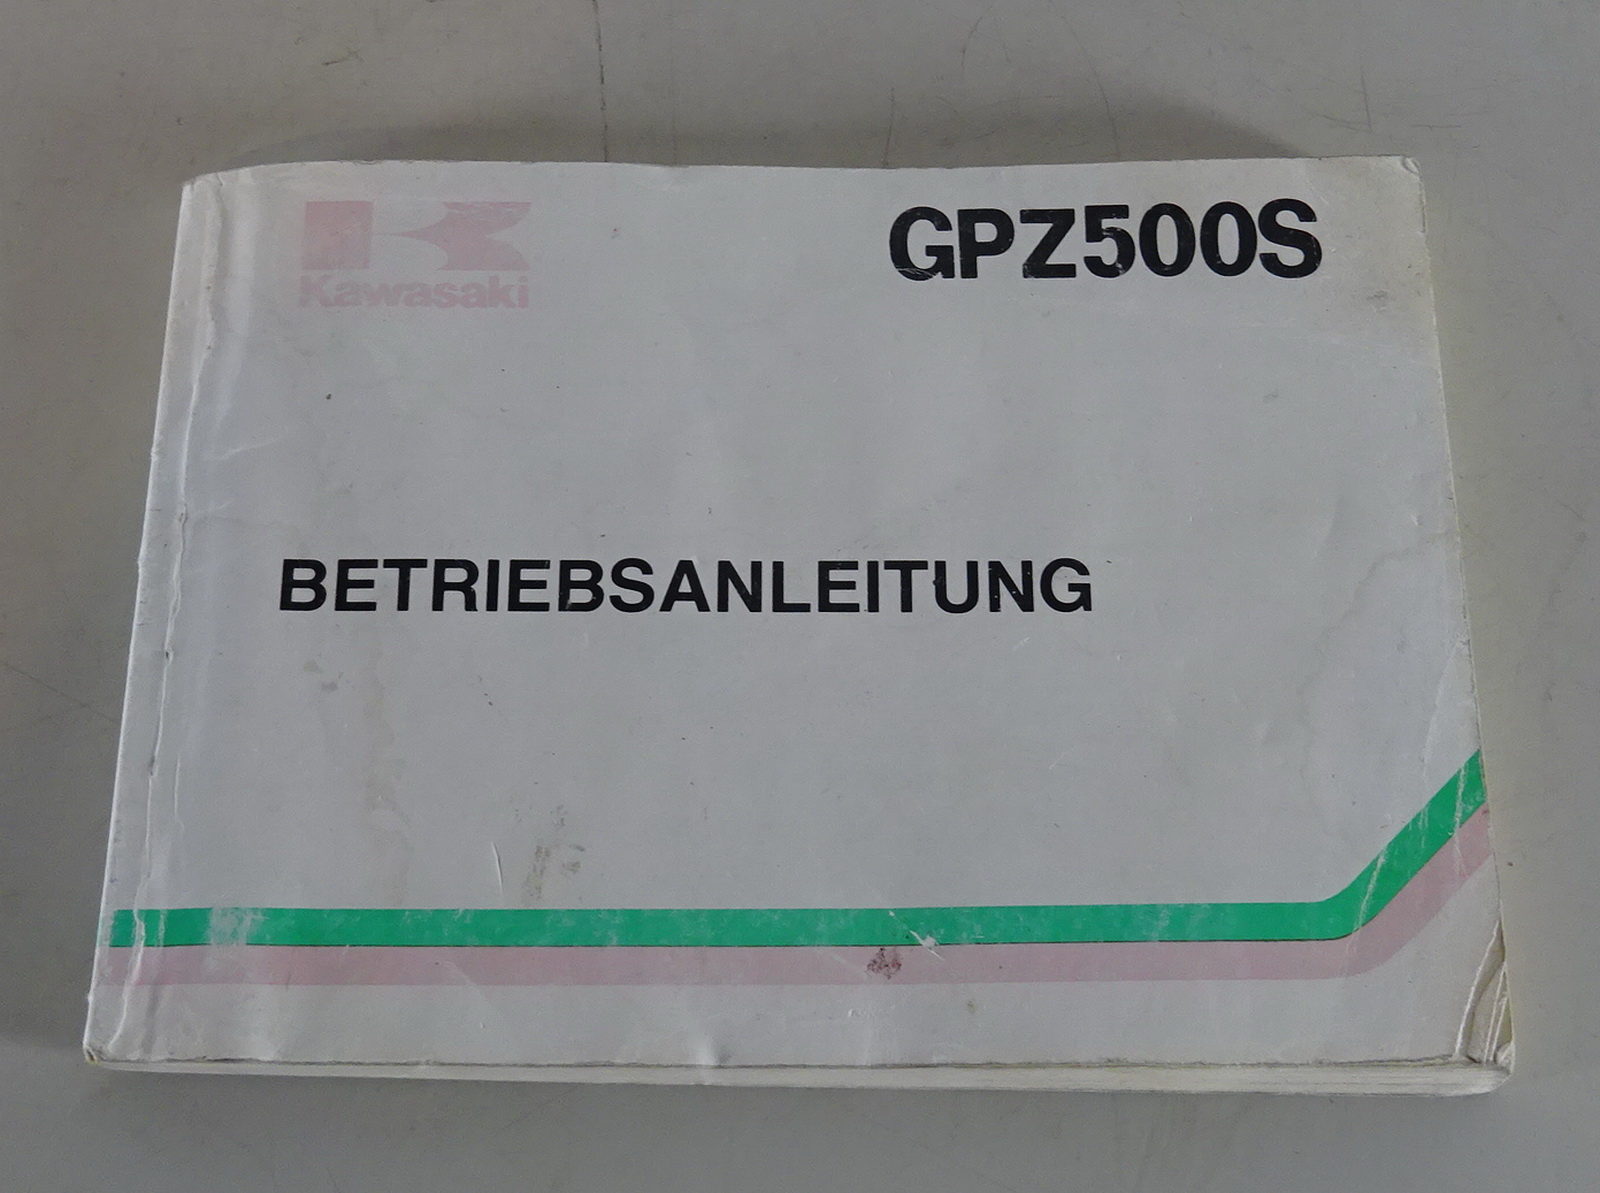 Kawasaki
GPZ500S
BETRIEBSANLEITUNG